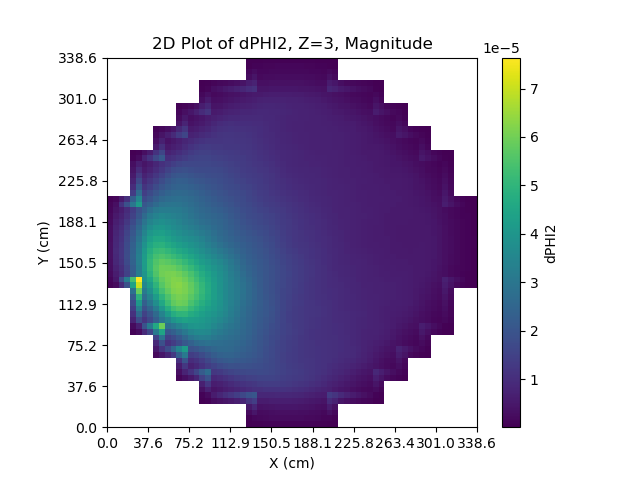 2D Plot of dPHI2, Z=3, Magnitude
1e−5
338.6
301.0
263.4
225.8
188.1
150.5
112.9
75.2
37.6
0.0
Y (cm)
0.0 37.6 75.2 112.9 150.5 188.1 225.8 263.4 301.0 338.6
X (cm)
7
6
5
4
3
2
1
dPHI2